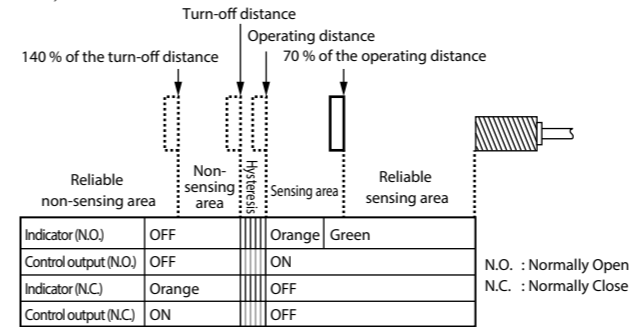 Turn-off distance
Operating distance
140 % of the turn-off distance
70 % of the operating distance
Reliable
non-sensing area
Non-
sensing
area
Hysteresis
Sensing area
Reliable
sensing area
Indicator (N.O.) OFF Orange Green
Control output (N.O.) OFF ON
Indicator (N.C.) Orange OFF
Control output (N.C.) ON OFF
N.O. : Normally Open
N.C. : Normally Close